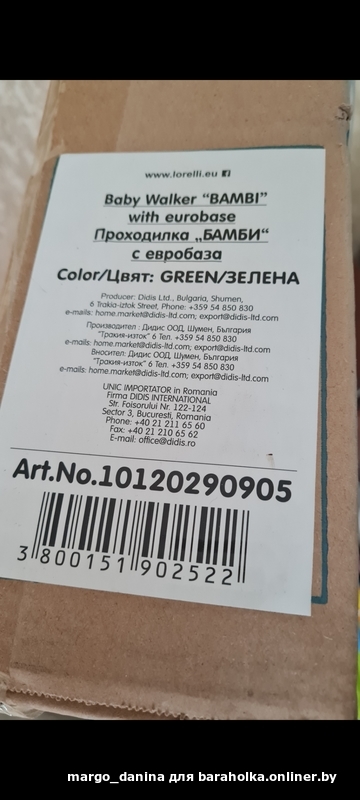 www.lorelli.eu
Baby Walker "BAMBI"
with eurobase
Проходилка „БАМБИ“
с евробаза
Color/Цвят: GREEN/ЗЕЛЕНА
Producer: Didis Ltd., Bulgaria, Shumen,
6 Trakia-iztok Street, Phone: +359 54 850 830
e-mails: home.market@didis-ltd.com; export@didis-ltd.com
Производител : Дидис ООД, Шумен, България
"Тракия-изток" 6 Тел. +359 54 850 830
e-mails: home.market@didis-ltd.com; export@didis-ltd.com
Вносител: Дидис ООД, Шумен, България
"Тракия-изток" 6 Тел. +359 54 850 830
e-mails: home.market@didis-ltd.com; export@didis-ltd.com
UNIC IMPORTATOR in Romania
Firma DIDIS INTERNATIONAL
Str. Foisorului Nr. 122-124
Sector 3, Bucuresti, Romania
Phone: +40 21 211 65 60
Fax: +40 21 210 65 62
E-mail: office@didis.ro
Art.No.10120290905
3 800151 902522
margo_danina для baraholka.onliner.by